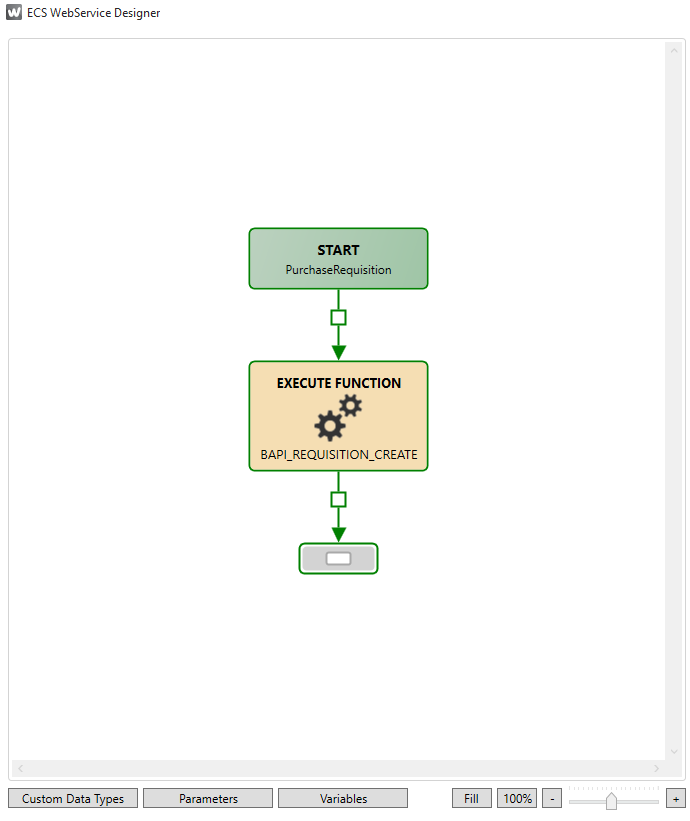 ECS WebService Designer
START
PurchaseRequisition
EXECUTE FUNCTION
BAPI_REQUISITION_CREATE
Custom Data Types
Parameters
Variables
Fill
100%
-
+